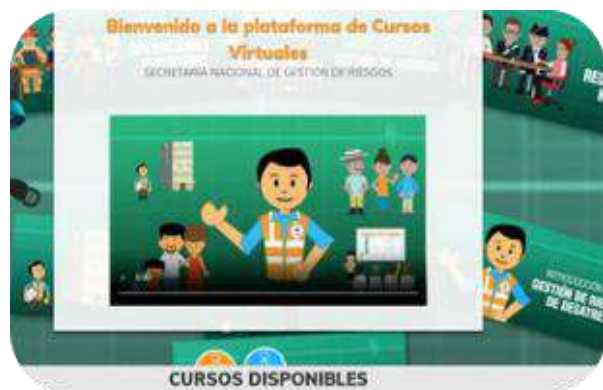 Bienvenido a la plataforma de Cursos
Virtuales
SECRETARÍA NACIONAL DE GESTIÓN DE RIESGOS
INTRODUCCIÓN
GESTIÓN DE RI
DE DESASTRE
CURSOS DISPONIBLES